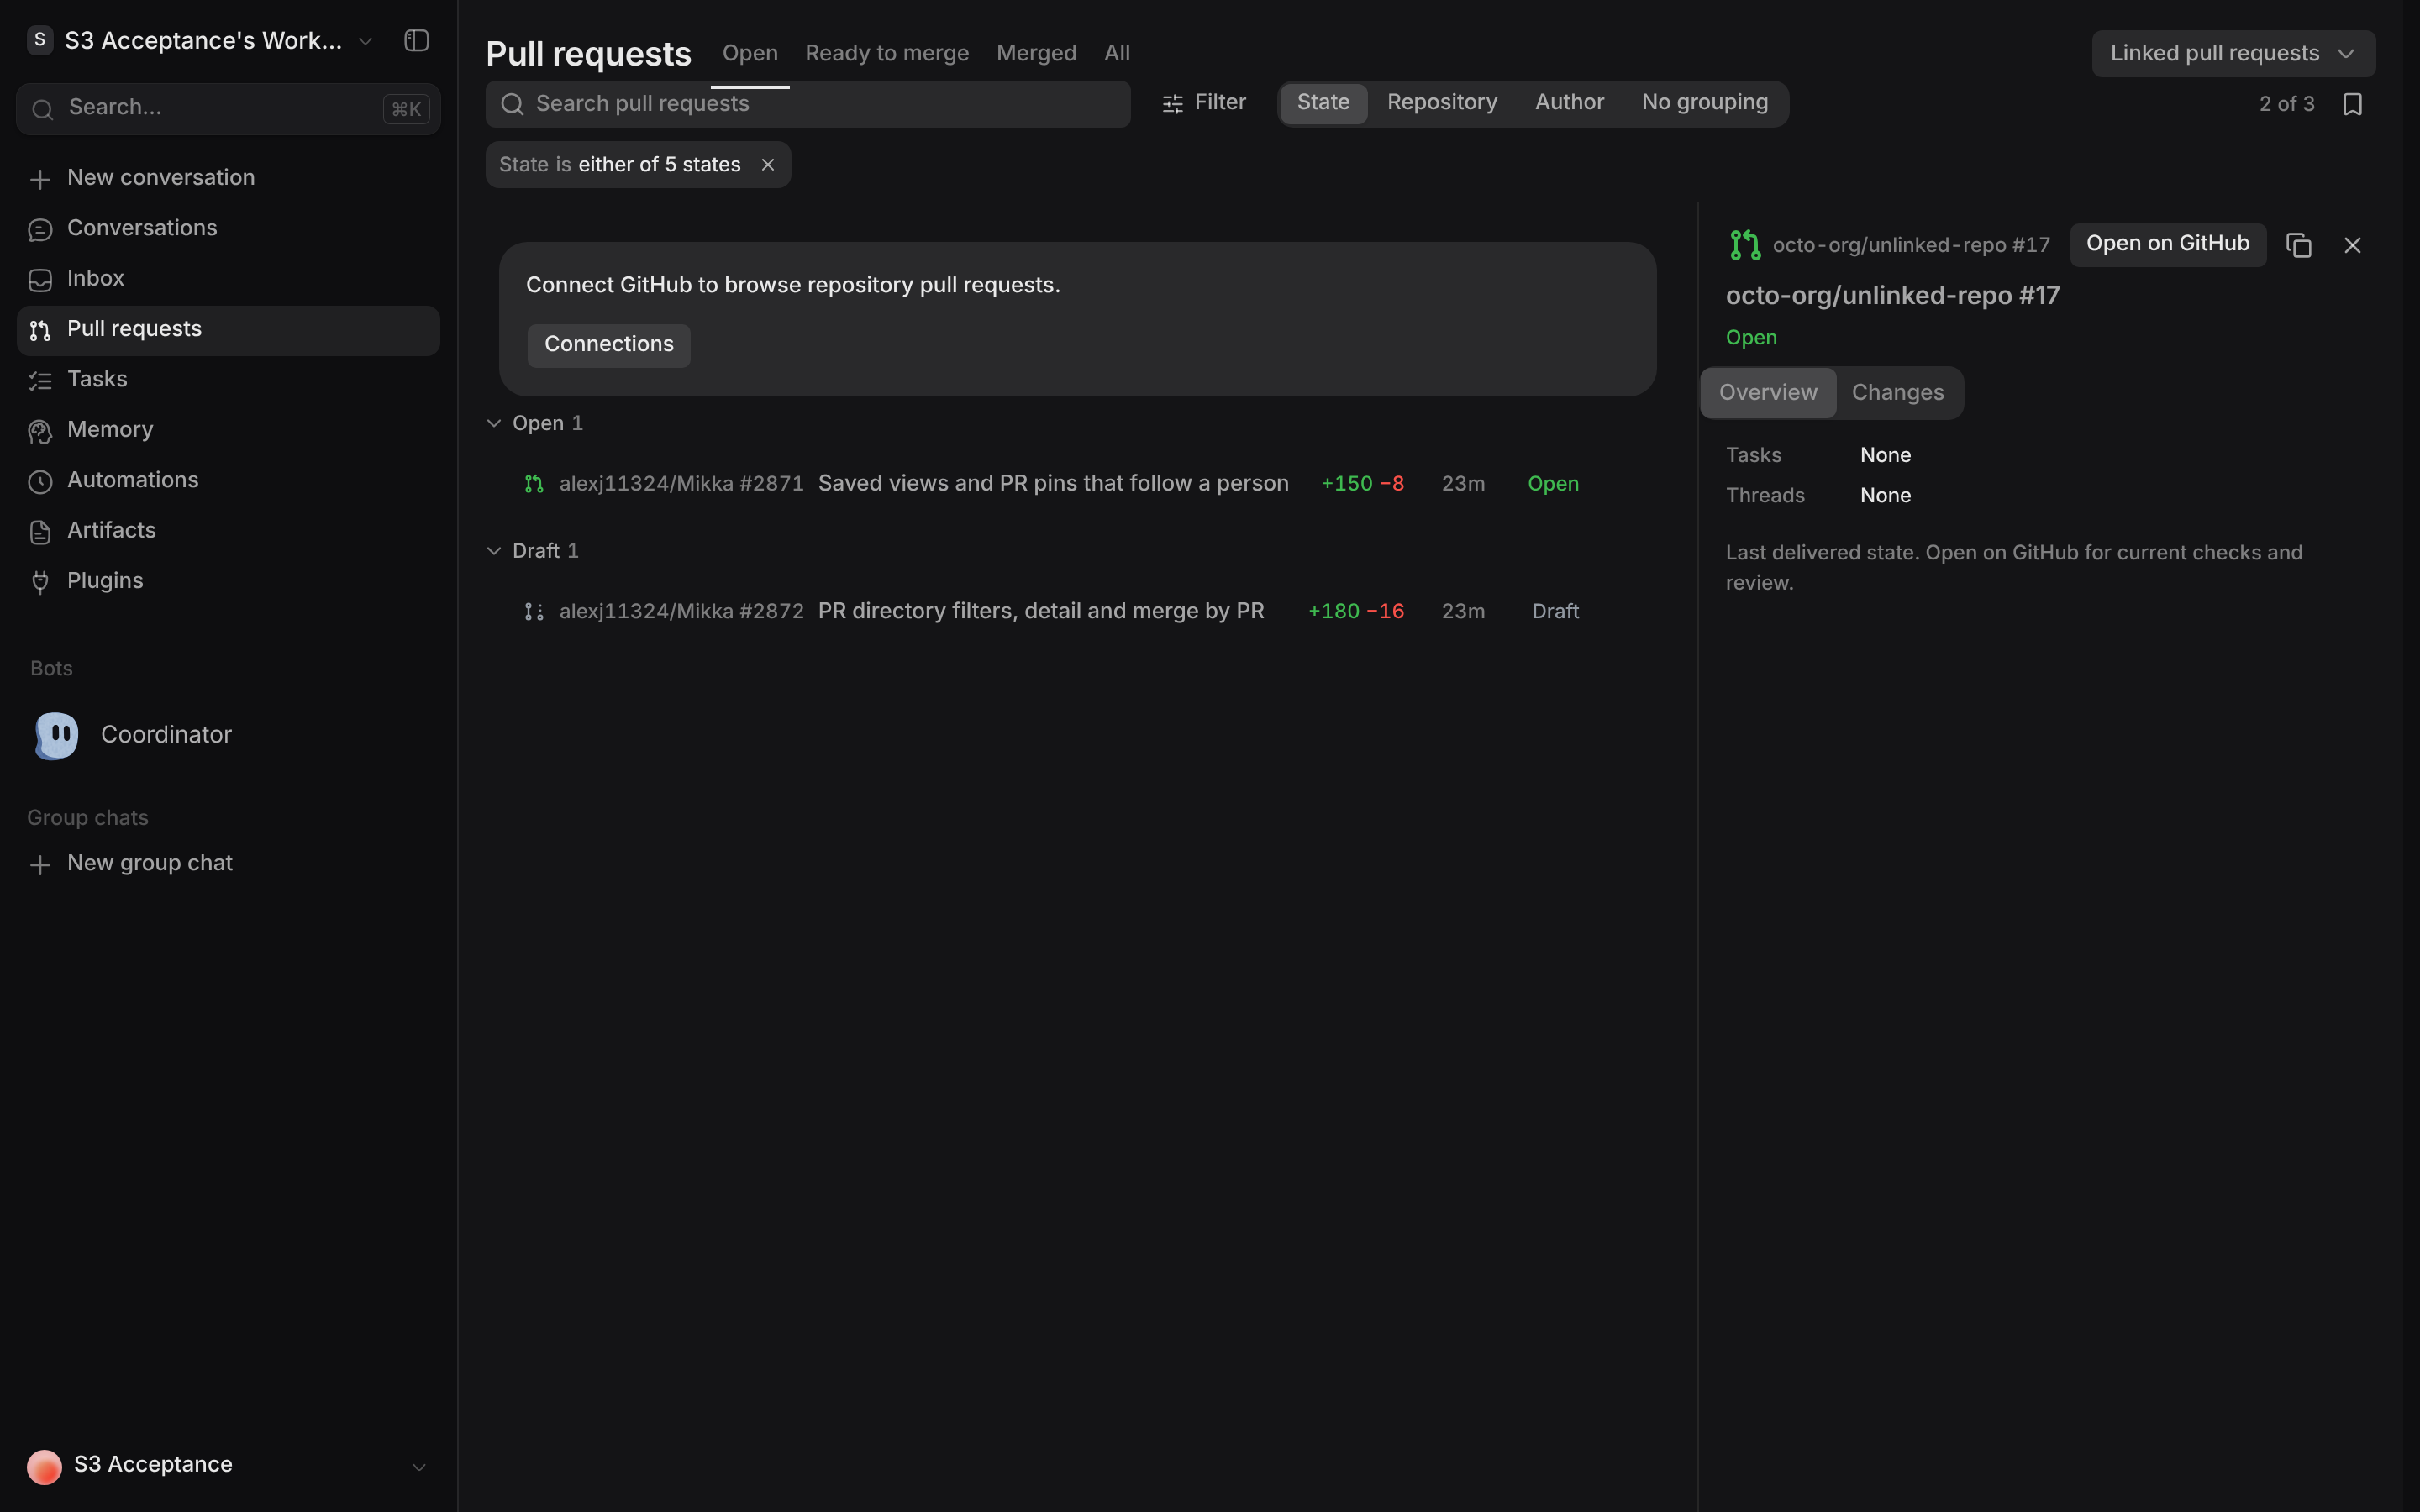 S S3 Acceptance's Work...
Search... ⌘K
New conversation
Conversations
Inbox
Pull requests
Tasks
Memory
Automations
Artifacts
Plugins
Bots
Coordinator
Group chats
New group chat
S3 Acceptance
Pull requests Open Ready to merge Merged All Linked pull requests
Search pull requests Filter State Repository Author No grouping 2 of 3
State is either of 5 states
Connect GitHub to browse repository pull requests.
Connections
Open 1
alexj11324/Mikka #2871 Saved views and PR pins that follow a person +150 −8 23m Open
Draft 1
alexj11324/Mikka #2872 PR directory filters, detail and merge by PR +180 −16 23m Draft
octo-org/unlinked-repo #17 Open on GitHub
octo-org/unlinked-repo #17
Open
Overview Changes
Tasks None
Threads None
Last delivered state. Open on GitHub for current checks and
review.